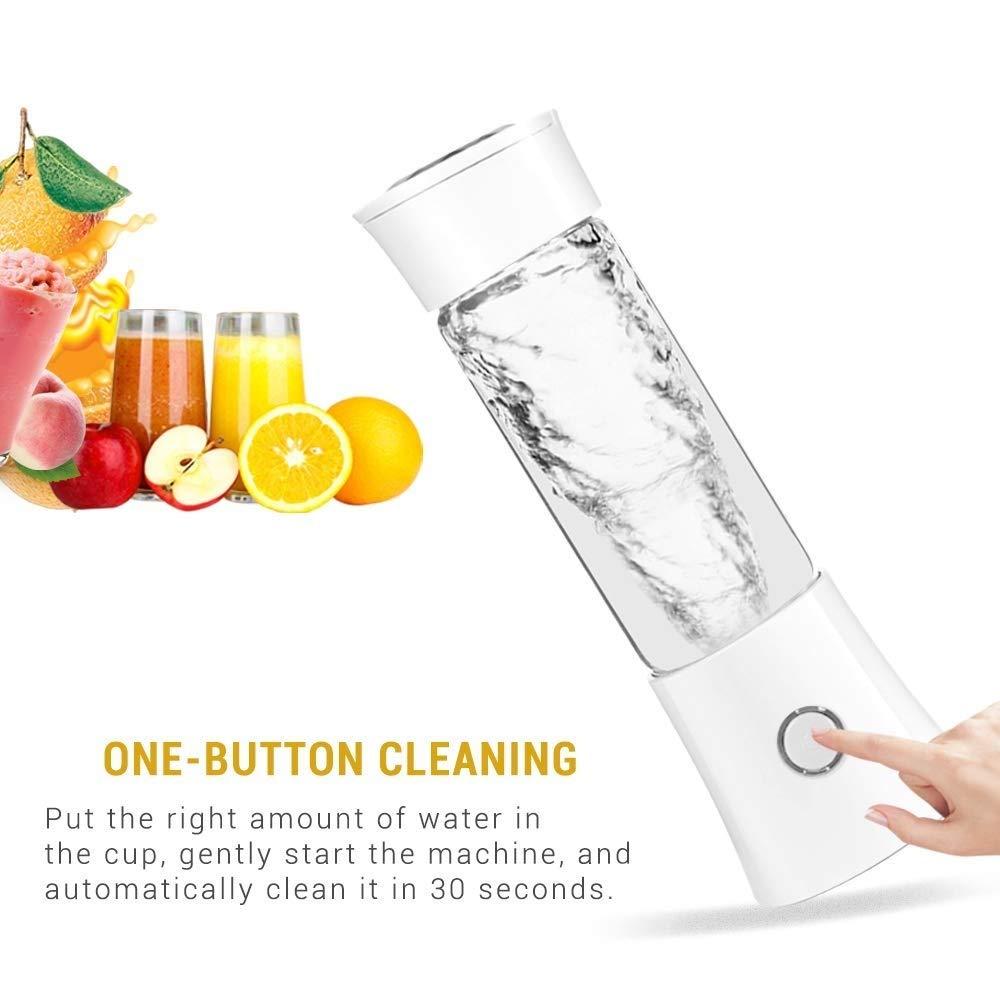 ONE-BUTTON CLEANING
Put the right amount of water in
the cup, gently start the machine, and
automatically clean it in 30 seconds.